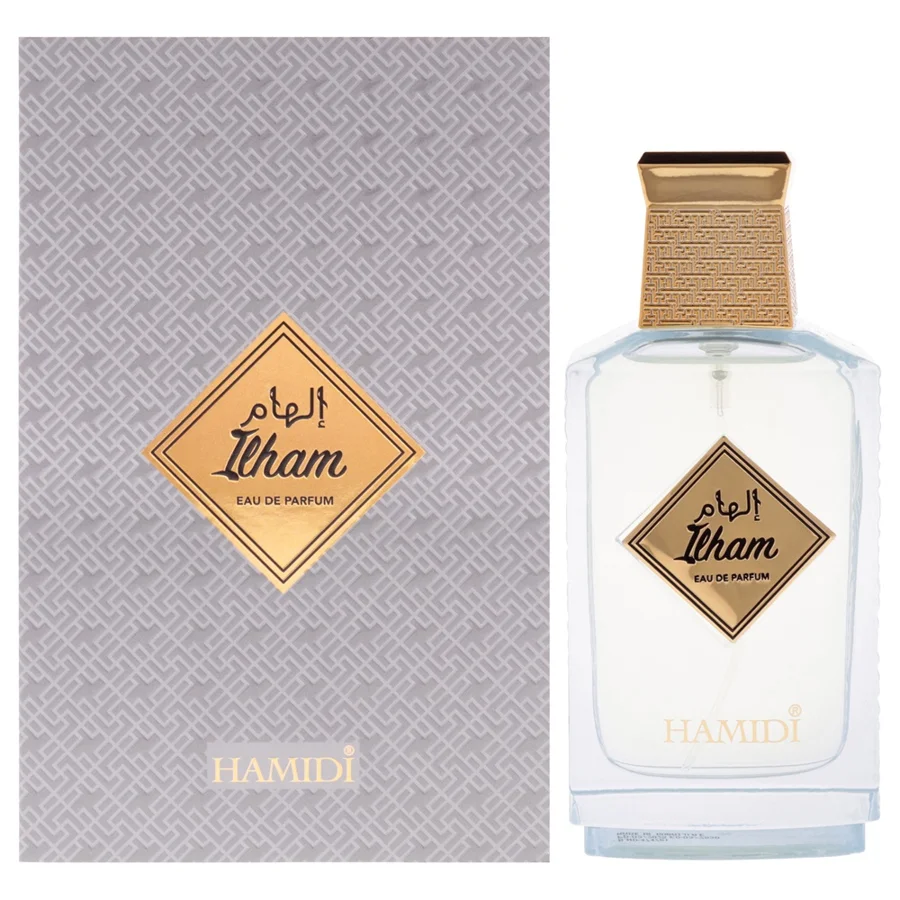 إلهام
Ilham
EAU DE PARFUM
HAMIDI®
إلهام
Ilham
EAU DE PARFUM
HAMIDI®